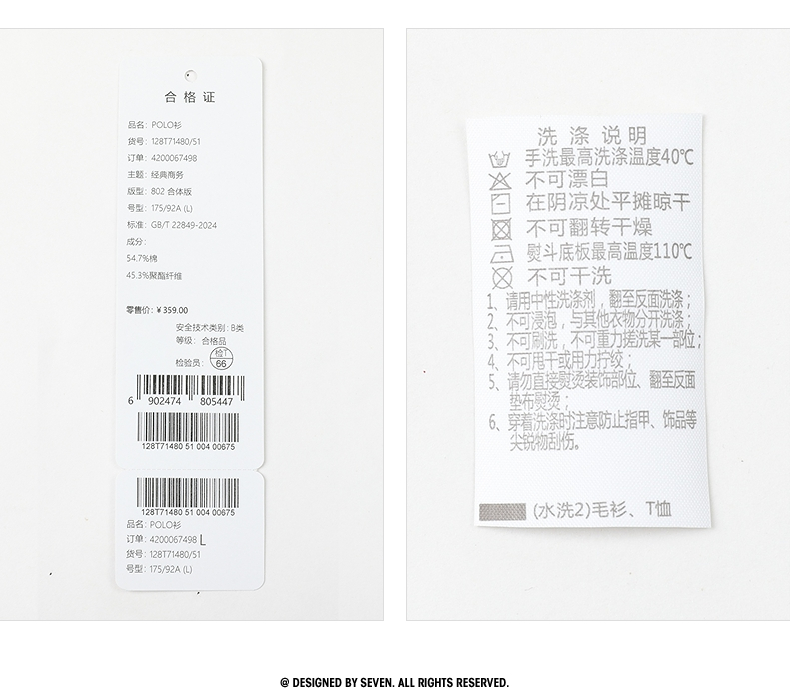 合格证
品名：POLO衫
货号：128T71480/51
订单：4200067498
主题：经典商务
版型：802 合体版
号型：175/92A (L)
标准：GB/T 22849-2024
成分：
54.7%棉
45.3%聚酯纤维
零售价：￥359.00
安全技术类别：B类
等级：合格品
检验员：
检1
66
6 902474 805447
128T71480 51 004 00675
128T71480 51 004 00675
品名：POLO衫
订单：4200067498 L
货号：128T71480/51
号型：175/92A (L)
洗涤说明
手洗最高洗涤温度40℃
不可漂白
在阴凉处平摊晾干
不可翻转干燥
熨斗底板最高温度110℃
不可干洗
1、请用中性洗涤剂，翻至反面洗涤；
2、不可浸泡，与其他衣物分开洗涤；
3、不可刷洗，不可重力搓洗某一部位；
4、不可甩干或用力拧绞；
5、请勿直接熨烫装饰部位、翻至反面
垫布熨烫；
6、穿着洗涤时注意防止指甲、饰品等
尖锐物刮伤。
(水洗2)毛衫、T恤
@ DESIGNED BY SEVEN. ALL RIGHTS RESERVED.